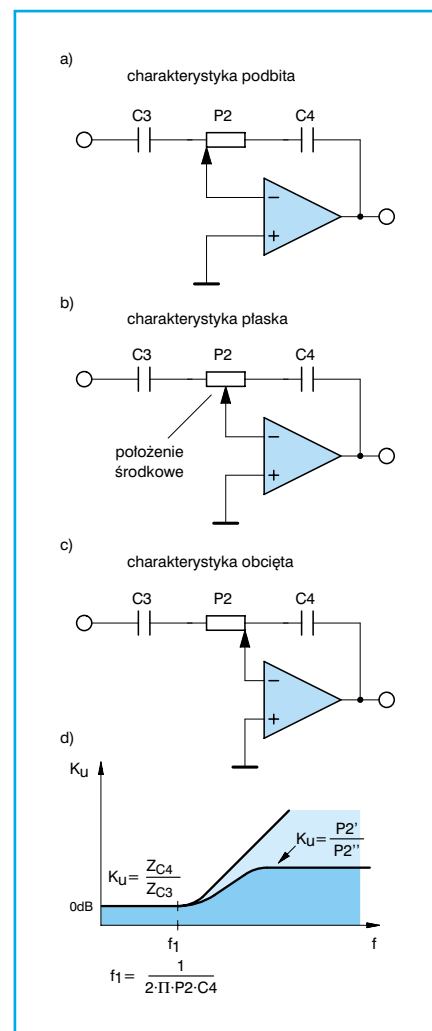 a)
charakterystyka podbita
C3 P2 C4
−
+
b)
charakterystyka płaska
C3 P2 C4
położenie
środkowe
−
+
c)
charakterystyka obcięta
C3 P2 C4
−
+
d)
Ku
Ku = ZC4 / ZC3
Ku = P2' / P2''
0dB
f1
f
f1 = 1 / 2·Π·P2·C4